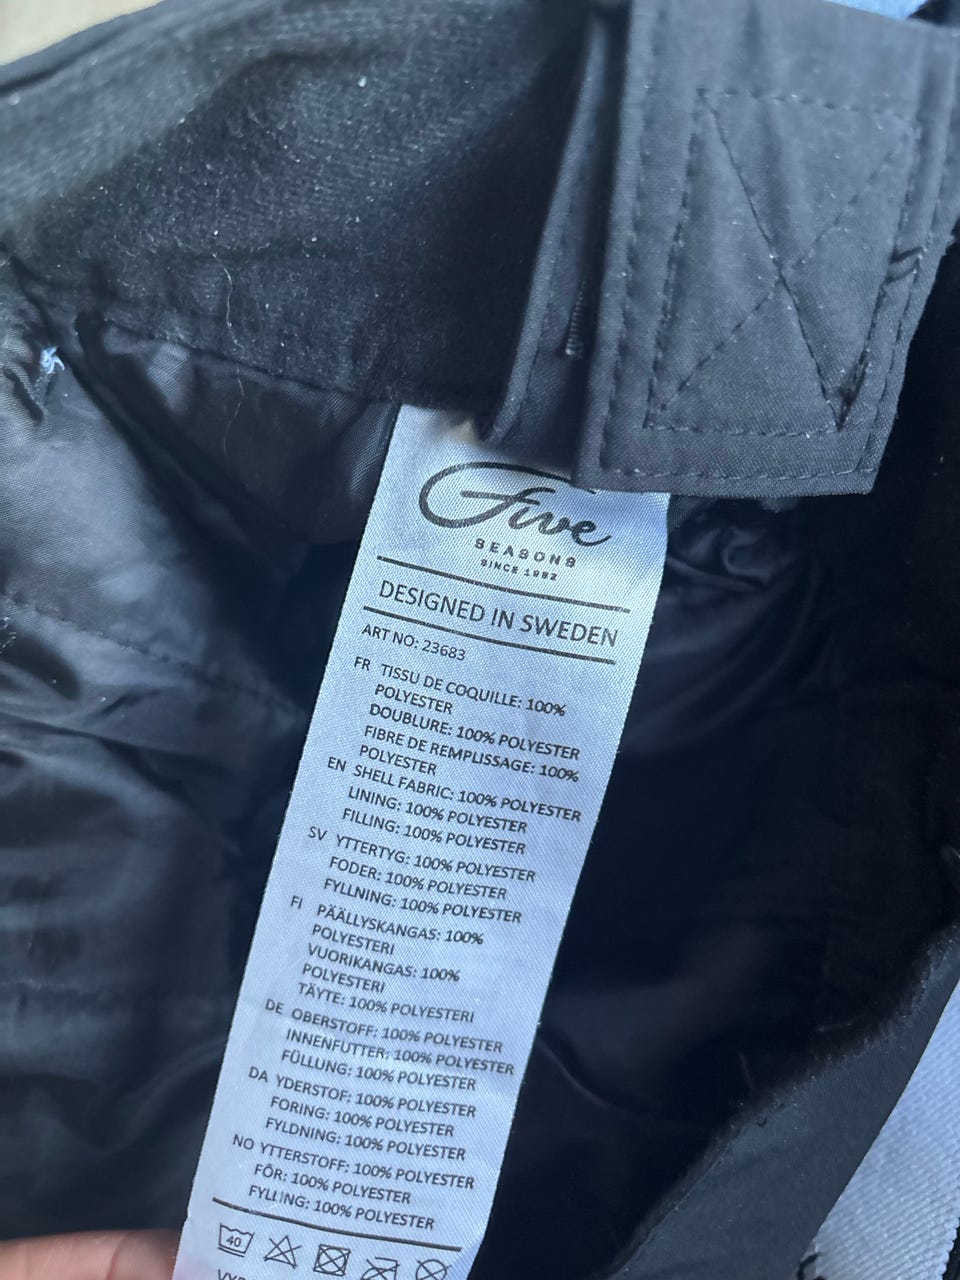 Five
SEASONS
SINCE 1982
DESIGNED IN SWEDEN
ART NO: 23683
FR TISSU DE COQUILLE: 100%
POLYESTER
DOUBLURE: 100% POLYESTER
FIBRE DE REMPLISSAGE: 100%
POLYESTER
EN SHELL FABRIC: 100% POLYESTER
LINING: 100% POLYESTER
FILLING: 100% POLYESTER
SV YTTERTYG: 100% POLYESTER
FODER: 100% POLYESTER
FYLLNING: 100% POLYESTER
FI PÄÄLLYSKANGAS: 100%
POLYESTERI
VUORIKANGAS: 100%
POLYESTERI
TÄYTE: 100% POLYESTERI
DE OBERSTOFF: 100% POLYESTER
INNENFUTTER: 100% POLYESTER
FÜLLUNG: 100% POLYESTER
DA YDERSTOF: 100% POLYESTER
FORING: 100% POLYESTER
FYLDNING: 100% POLYESTER
NO YTTERSTOFF: 100% POLYESTER
FÔR: 100% POLYESTER
FYLLING: 100% POLYESTER
40